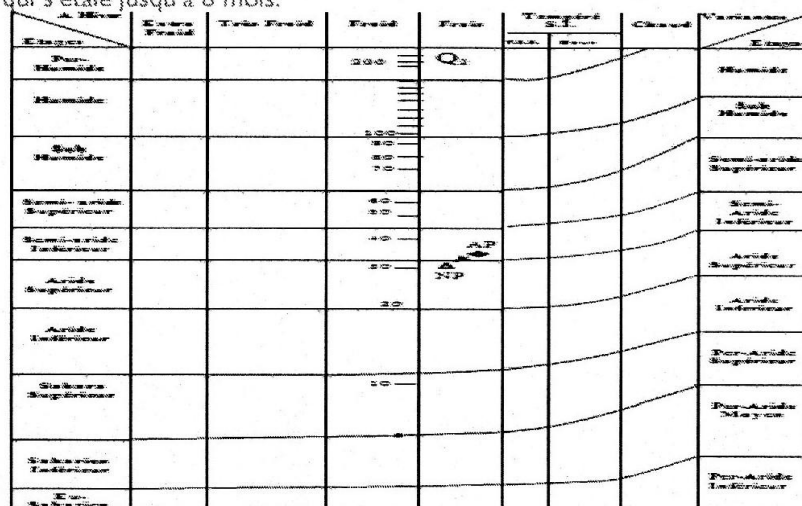 qui s'étale jusqu'à 8 mois.
A Hiver
Extra
Froid
Très Froid
Froid
Frais
Tempéré
Chaud
Variantes
Etages
Etages
Per-
Humide
200
Q2
Humide
Humide
100
Sub
Humide
Sub
Humide
90
80
70
Semi-aride
Supérieur
Semi-aride
Supérieur
60
50
Semi-
Aride
Inférieur
Semi-aride
Inférieur
40
AP
30
NP
Aride
Supérieur
Aride
Supérieur
20
Aride
Inférieur
Aride
Inférieur
Per-Aride
Supérieur
Sahara
Supérieur
10
Per-Aride
Moyen
Saharien
Inférieur
Per-Aride
Inférieur